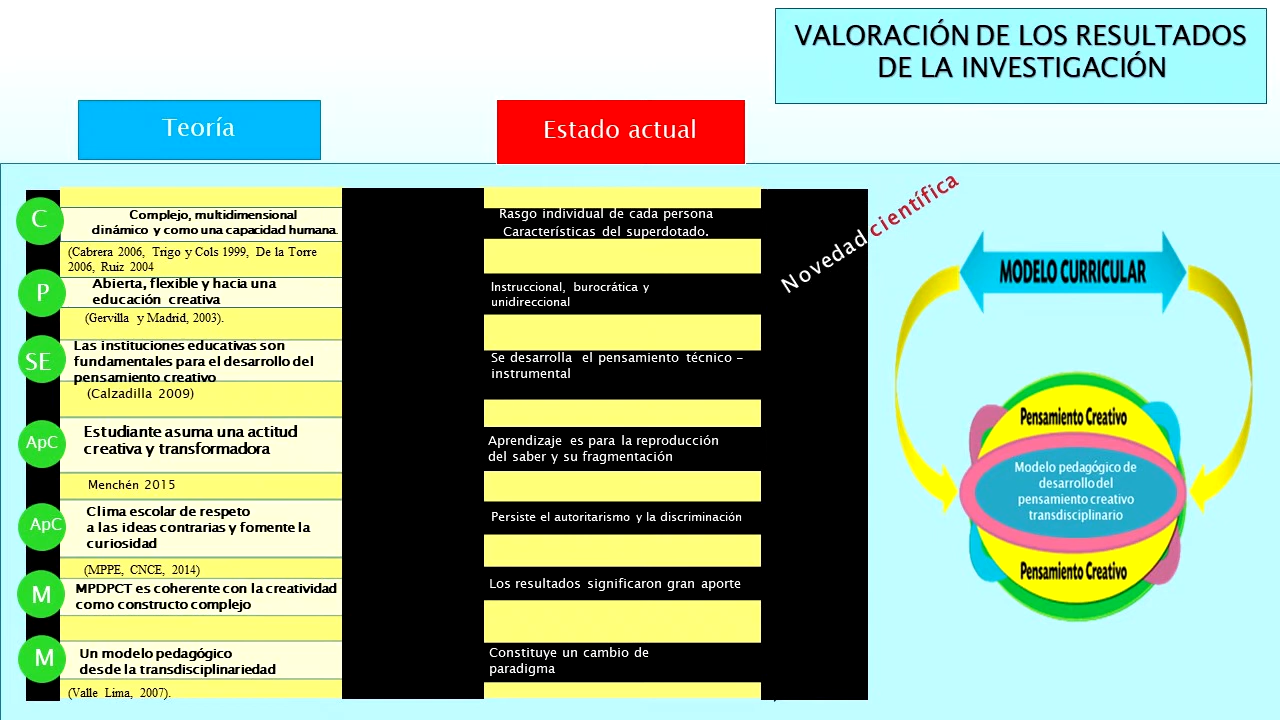 VALORACIÓN DE LOS RESULTADOS
DE LA INVESTIGACIÓN
Teoría
Estado actual
C
Complejo, multidimensional
dinámico y como una capacidad humana.
(Cabrera 2006, Trigo y Cols 1999, De la Torre
2006, Ruiz 2004
Rasgo individual de cada persona
Características del superdotado.
P
Abierta, flexible y hacia una
educación creativa
(Gervilla y Madrid, 2003).
Instruccional, burocrática y
unidireccional
SE
Las instituciones educativas son
fundamentales para el desarrollo del
pensamiento creativo
(Calzadilla 2009)
Se desarrolla el pensamiento técnico –
instrumental
ApC
Estudiante asuma una actitud
creativa y transformadora
Menchén 2015
Aprendizaje es para la reproducción
del saber y su fragmentación
ApC
Clima escolar de respeto
a las ideas contrarias y fomente la
curiosidad
(MPPE, CNCE, 2014)
Persiste el autoritarismo y la discriminación
M
MPDPCT es coherente con la creatividad
como constructo complejo
Los resultados significaron gran aporte
M
Un modelo pedagógico
desde la transdisciplinariedad
(Valle Lima, 2007).
Constituye un cambio de
paradigma
Novedad científica
MODELO CURRICULAR
Pensamiento Creativo
Modelo pedagógico de
desarrollo del
pensamiento creativo
transdisciplinario
Pensamiento Creativo